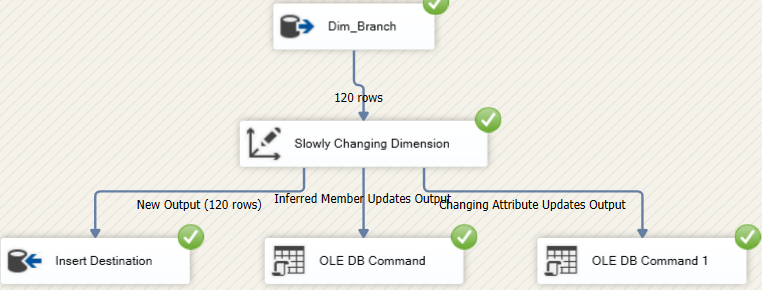 Dim_Branch
120 rows
Slowly Changing Dimension
New Output (120 rows)
Inferred Member Updates Output
Changing Attribute Updates Output
Insert Destination
OLE DB Command
OLE DB Command 1